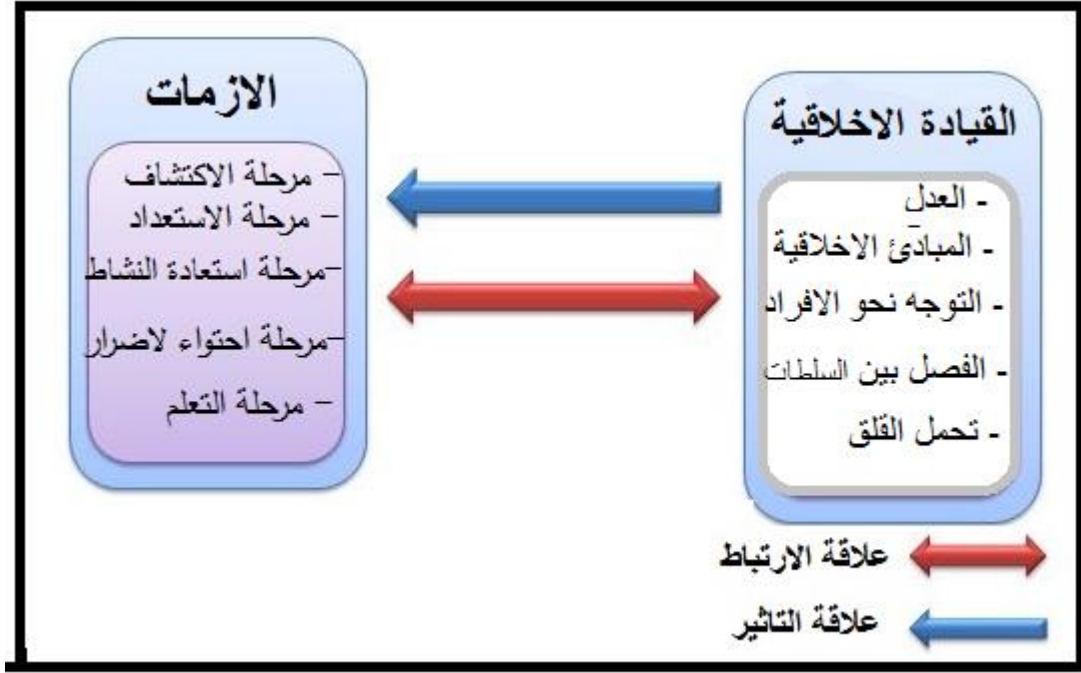 القيادة الاخلاقية
- العدل
- المبادئ الاخلاقية
- التوجه نحو الافراد
- الفصل بين السلطات
- تحمل القلق
الازمات
– مرحلة الاكتشاف
– مرحلة الاستعداد
–مرحلة استعادة النشاط
–مرحلة احتواء لاضرار
– مرحلة التعلم
علاقة الارتباط
علاقة التاثير